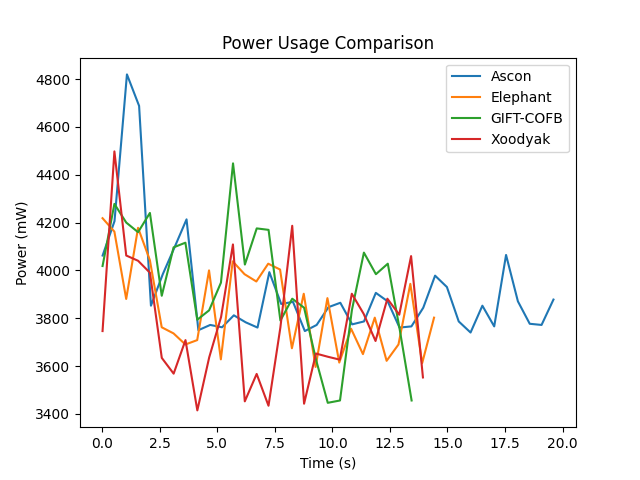 Power Usage Comparison
Ascon
Elephant
GIFT-COFB
Xoodyak
Power (mW)
4800
4600
4400
4200
4000
3800
3600
3400
0.0 2.5 5.0 7.5 10.0 12.5 15.0 17.5 20.0
Time (s)